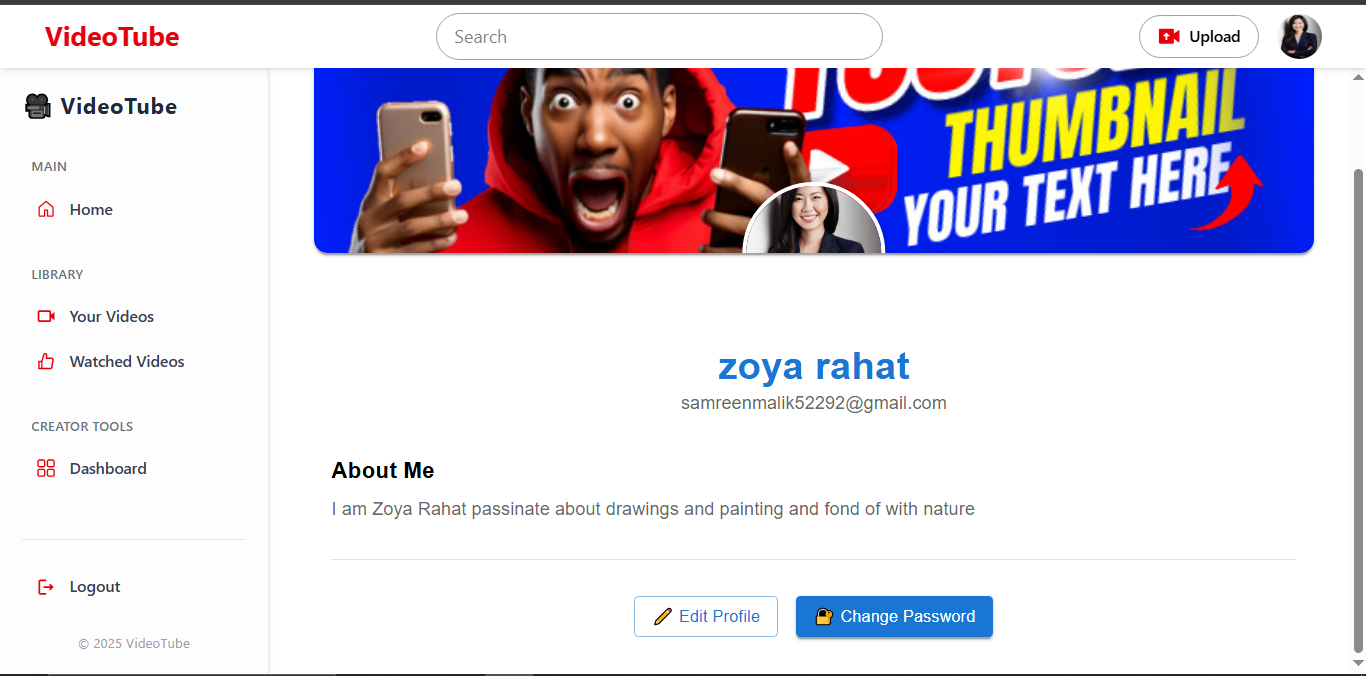 VideoTube
Search
Upload
VideoTube
MAIN
Home
LIBRARY
Your Videos
Watched Videos
CREATOR TOOLS
Dashboard
Logout
© 2025 VideoTube
THUMBNAIL
YOUR TEXT HERE
zoya rahat
samreenmalik52292@gmail.com
About Me
I am Zoya Rahat passinate about drawings and painting and fond of with nature
Edit Profile
Change Password